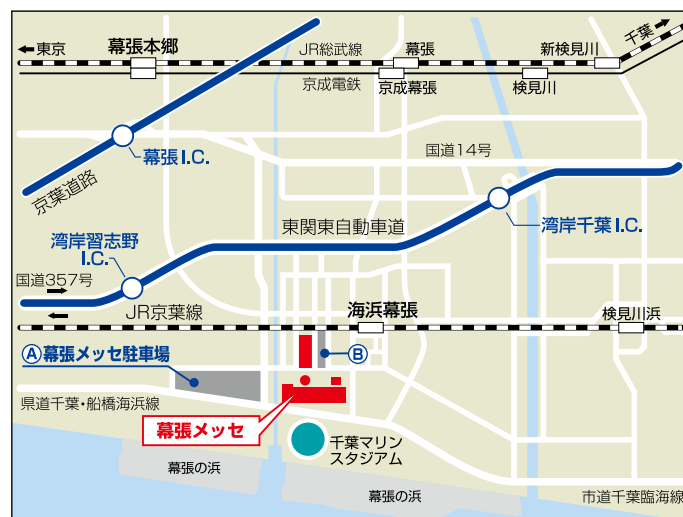 東京
幕張本郷
JR総武線
幕張
新検見川
千葉
京成電鉄
京成幕張
検見川
幕張I.C.
国道14号
京葉道路
東関東自動車道
湾岸千葉I.C.
湾岸習志野
I.C.
国道357号
JR京葉線
海浜幕張
検見川浜
Ⓐ幕張メッセ駐車場
Ⓑ
県道千葉・船橋海浜線
幕張メッセ
千葉マリン
スタジアム
幕張の浜
幕張の浜
市道千葉臨海線